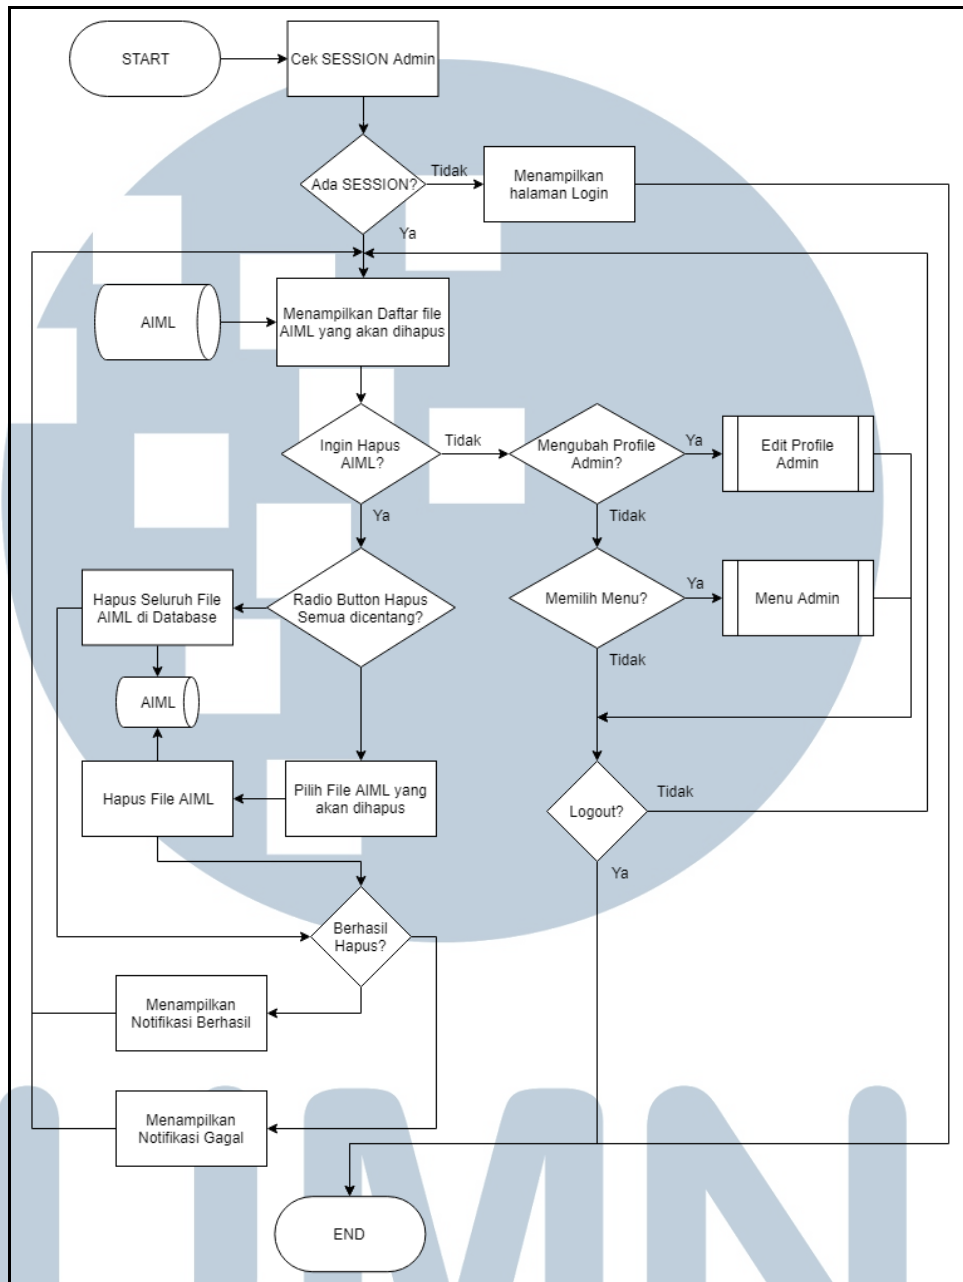 START
Cek SESSION Admin
Ada SESSION?
Tidak
Menampilkan
halaman Login
Ya
AIML
Menampilkan Daftar file
AIML yang akan dihapus
Ingin Hapus
AIML?
Tidak
Mengubah Profile
Admin?
Ya
Edit Profile
Admin
Ya
Tidak
Hapus Seluruh File
AIML di Database
Radio Button Hapus
Semua dicentang?
Memilih Menu?
Ya
Menu Admin
Tidak
AIML
Hapus File AIML
Pilih File AIML yang
akan dihapus
Logout?
Tidak
Ya
Berhasil
Hapus?
Menampilkan
Notifikasi Berhasil
Menampilkan
Notifikasi Gagal
END
UMN